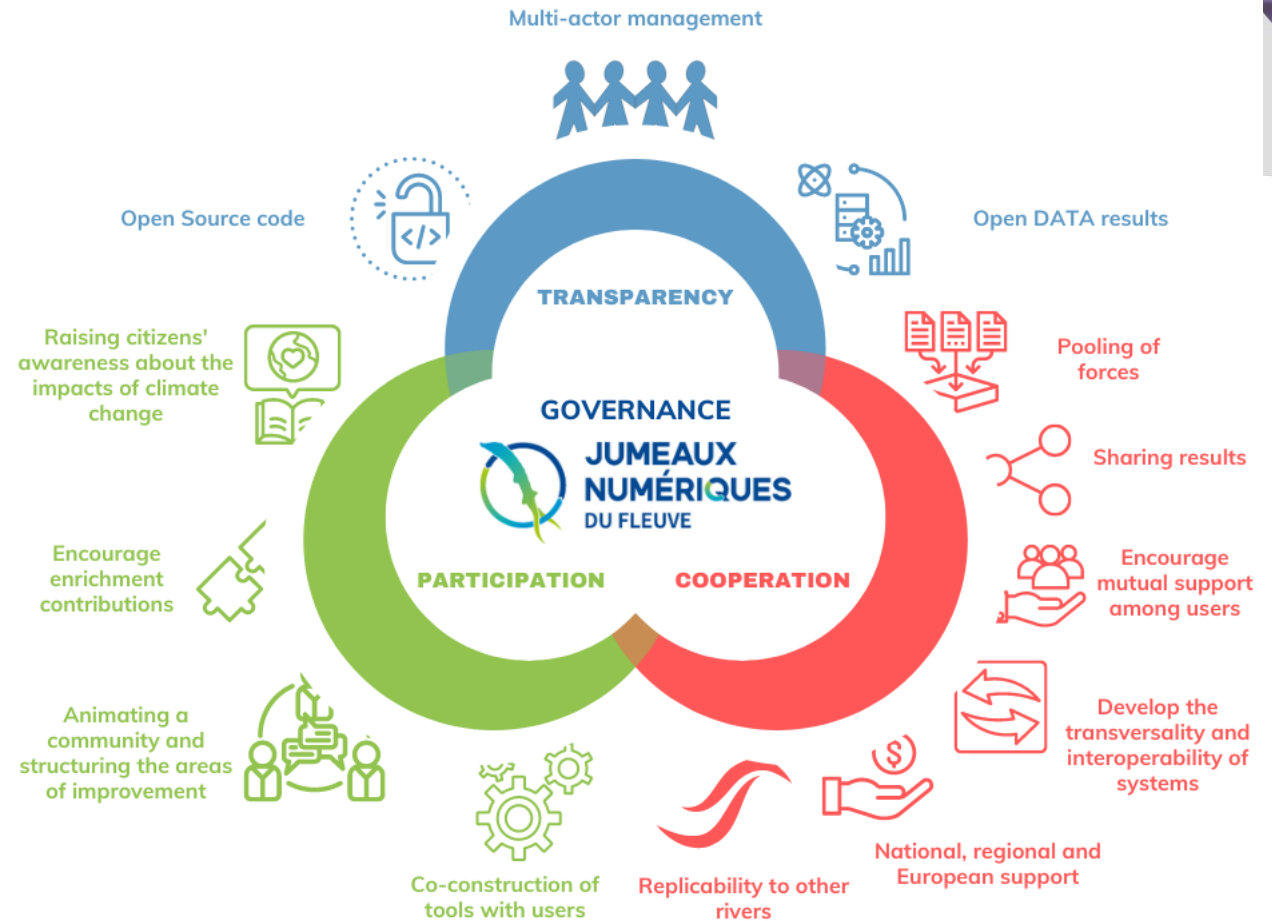 Multi-actor management
Open Source code
</>
Open DATA results
TRANSPARENCY
Raising citizens'
awareness about the
impacts of climate
change
Pooling of
forces
GOVERNANCE
JUMEAUX
NUMÉRIQUES
DU FLEUVE
Sharing results
Encourage
enrichment
contributions
PARTICIPATION
COOPERATION
Encourage
mutual support
among users
Animating a
community and
structuring the areas
of improvement
Develop the
transversality and
interoperability of
systems
$
National, regional and
European support
Co-construction of
tools with users
Replicability to other
rivers